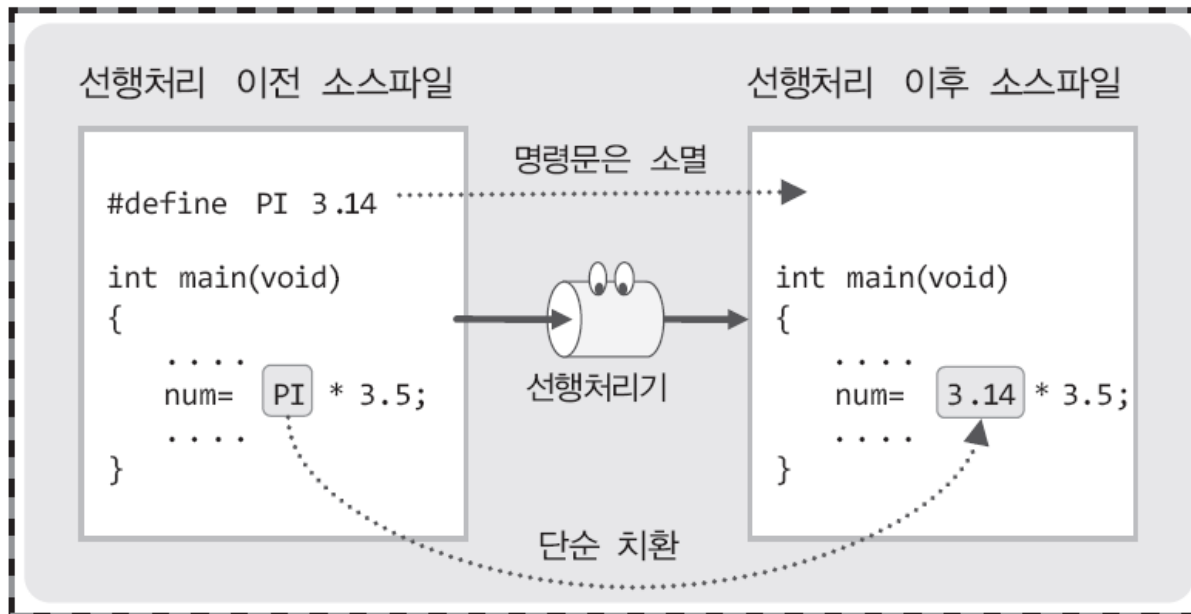 선행처리 이전 소스파일
#define PI 3.14
int main(void)
{
....
num= PI * 3.5;
....
}
명령문은 소멸
선행처리기
단순 치환
선행처리 이후 소스파일
int main(void)
{
....
num= 3.14 * 3.5;
....
}